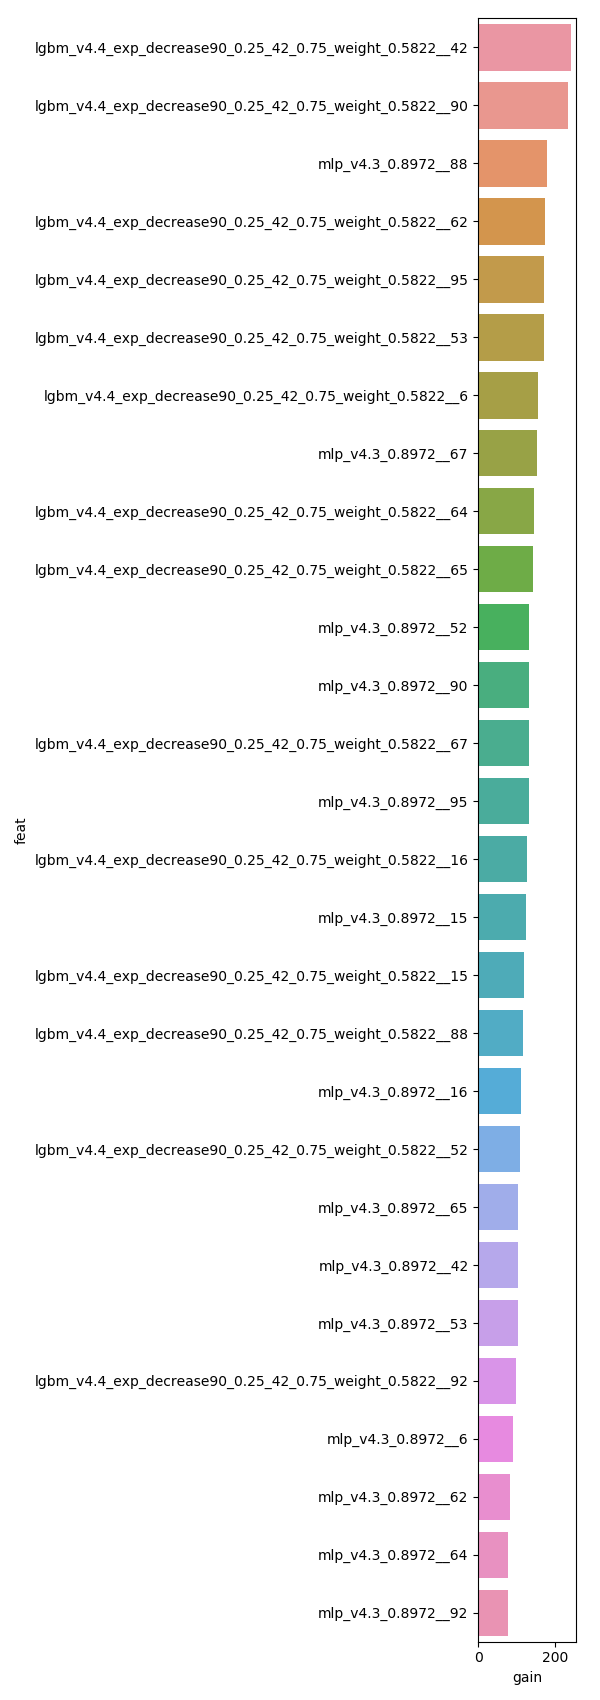 lgbm_v4.4_exp_decrease90_0.25_42_0.75_weight_0.5822__42
lgbm_v4.4_exp_decrease90_0.25_42_0.75_weight_0.5822__90
mlp_v4.3_0.8972__88
lgbm_v4.4_exp_decrease90_0.25_42_0.75_weight_0.5822__62
lgbm_v4.4_exp_decrease90_0.25_42_0.75_weight_0.5822__95
lgbm_v4.4_exp_decrease90_0.25_42_0.75_weight_0.5822__53
lgbm_v4.4_exp_decrease90_0.25_42_0.75_weight_0.5822__6
mlp_v4.3_0.8972__67
lgbm_v4.4_exp_decrease90_0.25_42_0.75_weight_0.5822__64
lgbm_v4.4_exp_decrease90_0.25_42_0.75_weight_0.5822__65
mlp_v4.3_0.8972__52
mlp_v4.3_0.8972__90
lgbm_v4.4_exp_decrease90_0.25_42_0.75_weight_0.5822__67
mlp_v4.3_0.8972__95
feat
lgbm_v4.4_exp_decrease90_0.25_42_0.75_weight_0.5822__16
mlp_v4.3_0.8972__15
lgbm_v4.4_exp_decrease90_0.25_42_0.75_weight_0.5822__15
lgbm_v4.4_exp_decrease90_0.25_42_0.75_weight_0.5822__88
mlp_v4.3_0.8972__16
lgbm_v4.4_exp_decrease90_0.25_42_0.75_weight_0.5822__52
mlp_v4.3_0.8972__65
mlp_v4.3_0.8972__42
mlp_v4.3_0.8972__53
lgbm_v4.4_exp_decrease90_0.25_42_0.75_weight_0.5822__92
mlp_v4.3_0.8972__6
mlp_v4.3_0.8972__62
mlp_v4.3_0.8972__64
mlp_v4.3_0.8972__92
0 200
gain